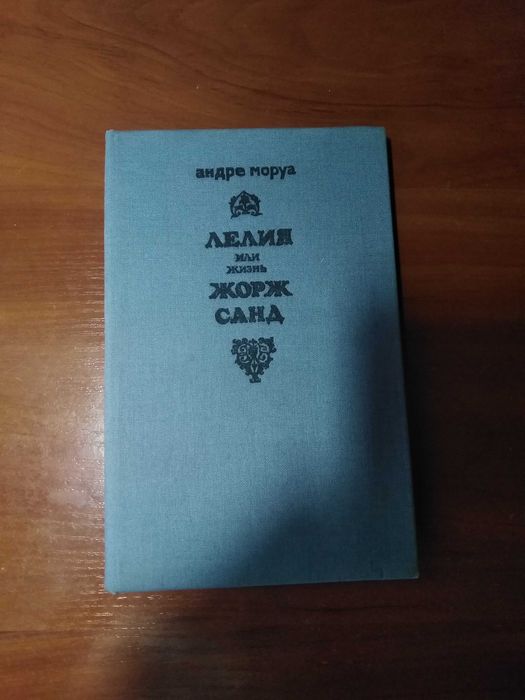 андре моруа
ЛЕЛИЯ
или
жизнь
ЖОРЖ
САНД